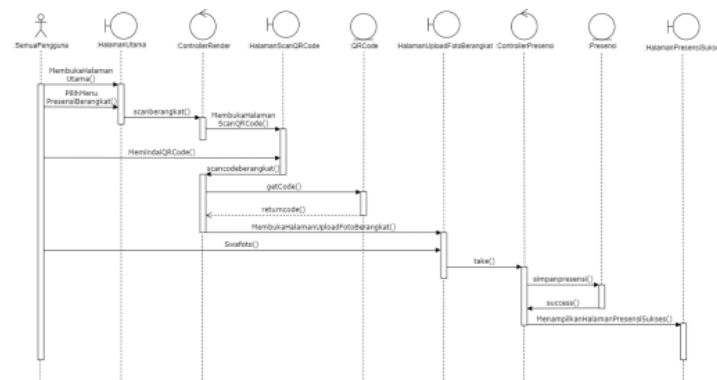 :SemuaPengguna
:HalamanUtama
:ControllerRender
:HalamanScanQRCode
:QRCode
:HalamanUploadFotoBerangkat
:ControllerPresensi
:Presensi
:HalamanPresensiSukses
MembukaHalaman
Utama()
PilihMenu
PresensiBerangkat()
scanberangkat()
MembukaHalaman
ScanQRCode()
MemindaiQRCode()
scancodeberangkat()
getCode()
returncode()
MembukaHalamanUploadFotoBerangkat()
Swafoto()
take()
simpanpresensi()
success()
MenampilkanHalamanPresensiSukses()